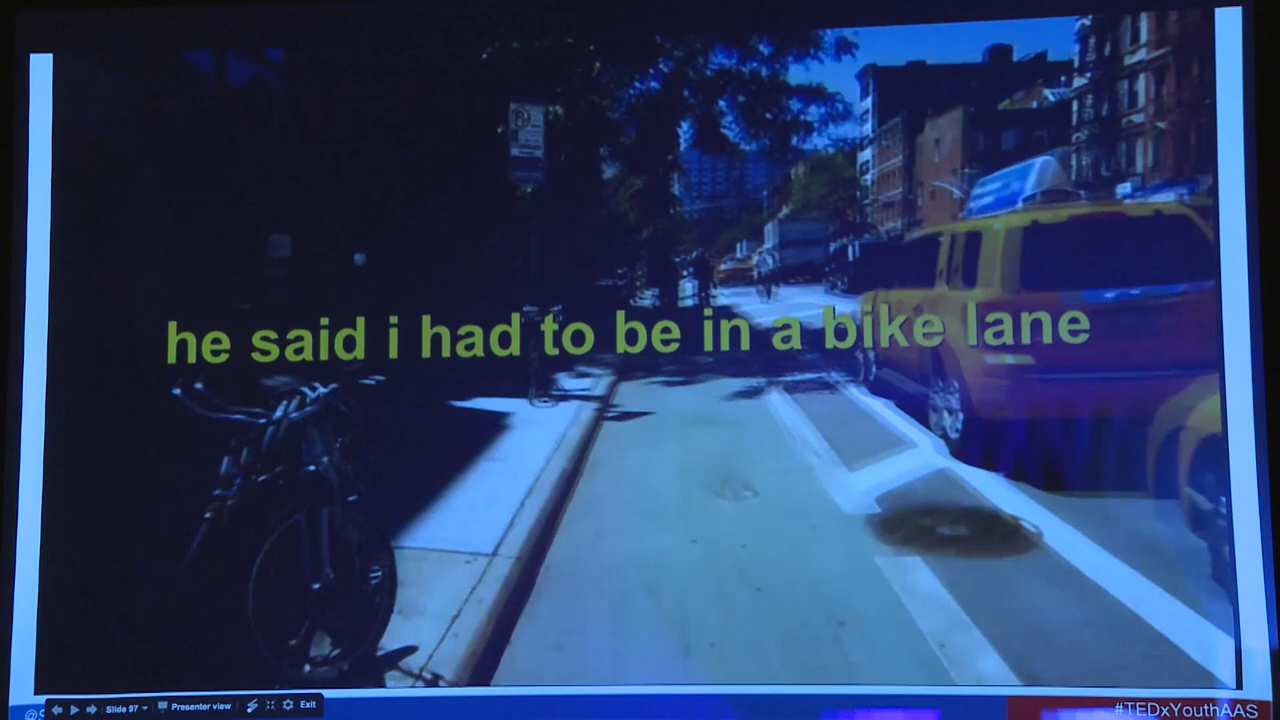 he said i had to be in a bike lane
Slide 97
Presenter view
Exit
#TEDxYouthAAS